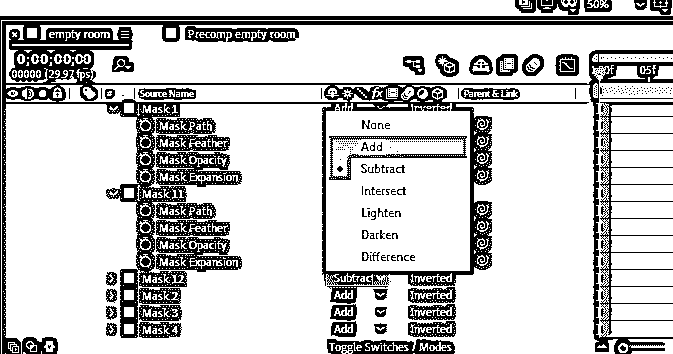 50%
× empty room ≡ Precomp empty room
0;00;00;00
00000 (29.97 fps)
00f 05f
# Source Name fx Parent & Link
Mask 1 Add Inverted
Mask Path
Mask Feather
Mask Opacity
Mask Expansion
Mask 11
Mask Path
Mask Feather
Mask Opacity
Mask Expansion
None
Add
Subtract
Intersect
Lighten
Darken
Difference
Mask 12 Subtrac Inverted
Mask 2 Add Inverted
Mask 3 Add Inverted
Mask 4 Add Inverted
Toggle Switches / Modes